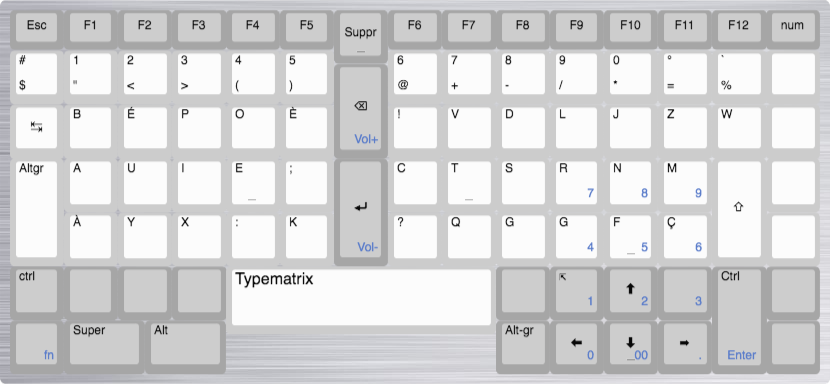 Esc F1 F2 F3 F4 F5 Suppr F6 F7 F8 F9 F10 F11 F12 num
_
# 1 2 3 4 5 6 7 8 9 0 ° `
$ " < > ( ) ⌫ @ + - / * = %
Vol+
↹ B É P O È ! V D L J Z W
Altgr A U I E ; C T S R N M
_ _ 7 8 9
↵ ⇧
À Y X : K ? Q G G F Ç
Vol- 4 _ 5 6
ctrl Typematrix ⇱ ⬆ Ctrl
1 2 3
Super Alt Alt-gr ⬅ ⬇ ➡
fn 0 _00 . Enter